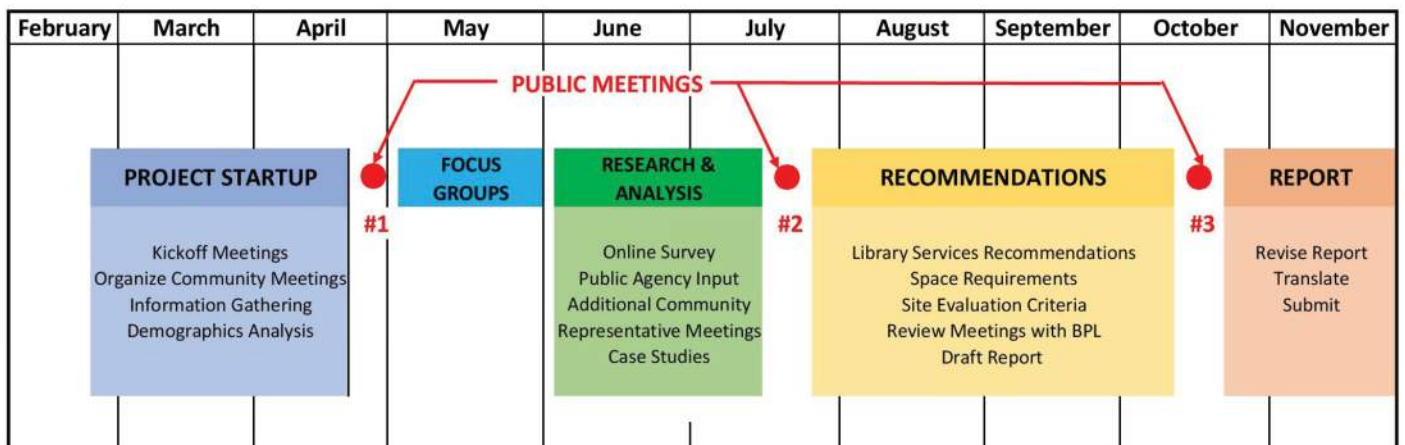 February March April May June July August September October November
PUBLIC MEETINGS
PROJECT STARTUP
Kickoff Meetings
Organize Community Meetings
Information Gathering
Demographics Analysis
#1
FOCUS
GROUPS
RESEARCH &
ANALYSIS
Online Survey
Public Agency Input
Additional Community
Representative Meetings
Case Studies
#2
RECOMMENDATIONS
Library Services Recommendations
Space Requirements
Site Evaluation Criteria
Review Meetings with BPL
Draft Report
#3
REPORT
Revise Report
Translate
Submit